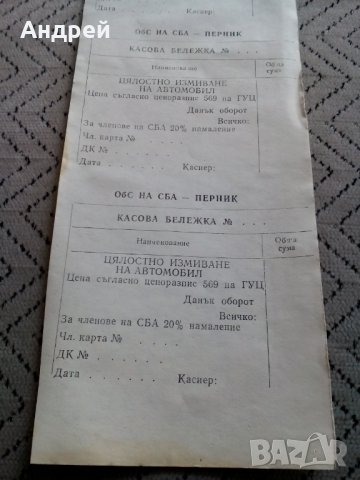 Андрей
Дата . . . . . . Касиер:
ОбС НА СБА — ПЕРНИК
КАСОВА БЕЛЕЖКА № . . .
Наименование Общa сума
ЦЯЛОСТНО ИЗМИВАНЕ
НА АВТОМОБИЛ
Цена съгласно ценоразпис 569 на ГУЦ
Данък оборот
Всичко:
За членове на СБА 20% намаление
Чл. карта № . . . . . .
ДК № . . . . . . . .
Дата . . . . . . Касиер:
ОбС НА СБА — ПЕРНИК
КАСОВА БЕЛЕЖКА № . . .
Наименование Обща сума
ЦЯЛОСТНО ИЗМИВАНЕ
НА АВТОМОБИЛ
Цена съгласно ценоразпис 569 на ГУЦ
Данък оборот
Всичко:
За членове на СБА 20% намаление
Чл. карта № . . . . . .
ДК № . . . . . . . .
Дата . . . . . . Касиер:
BAZAR